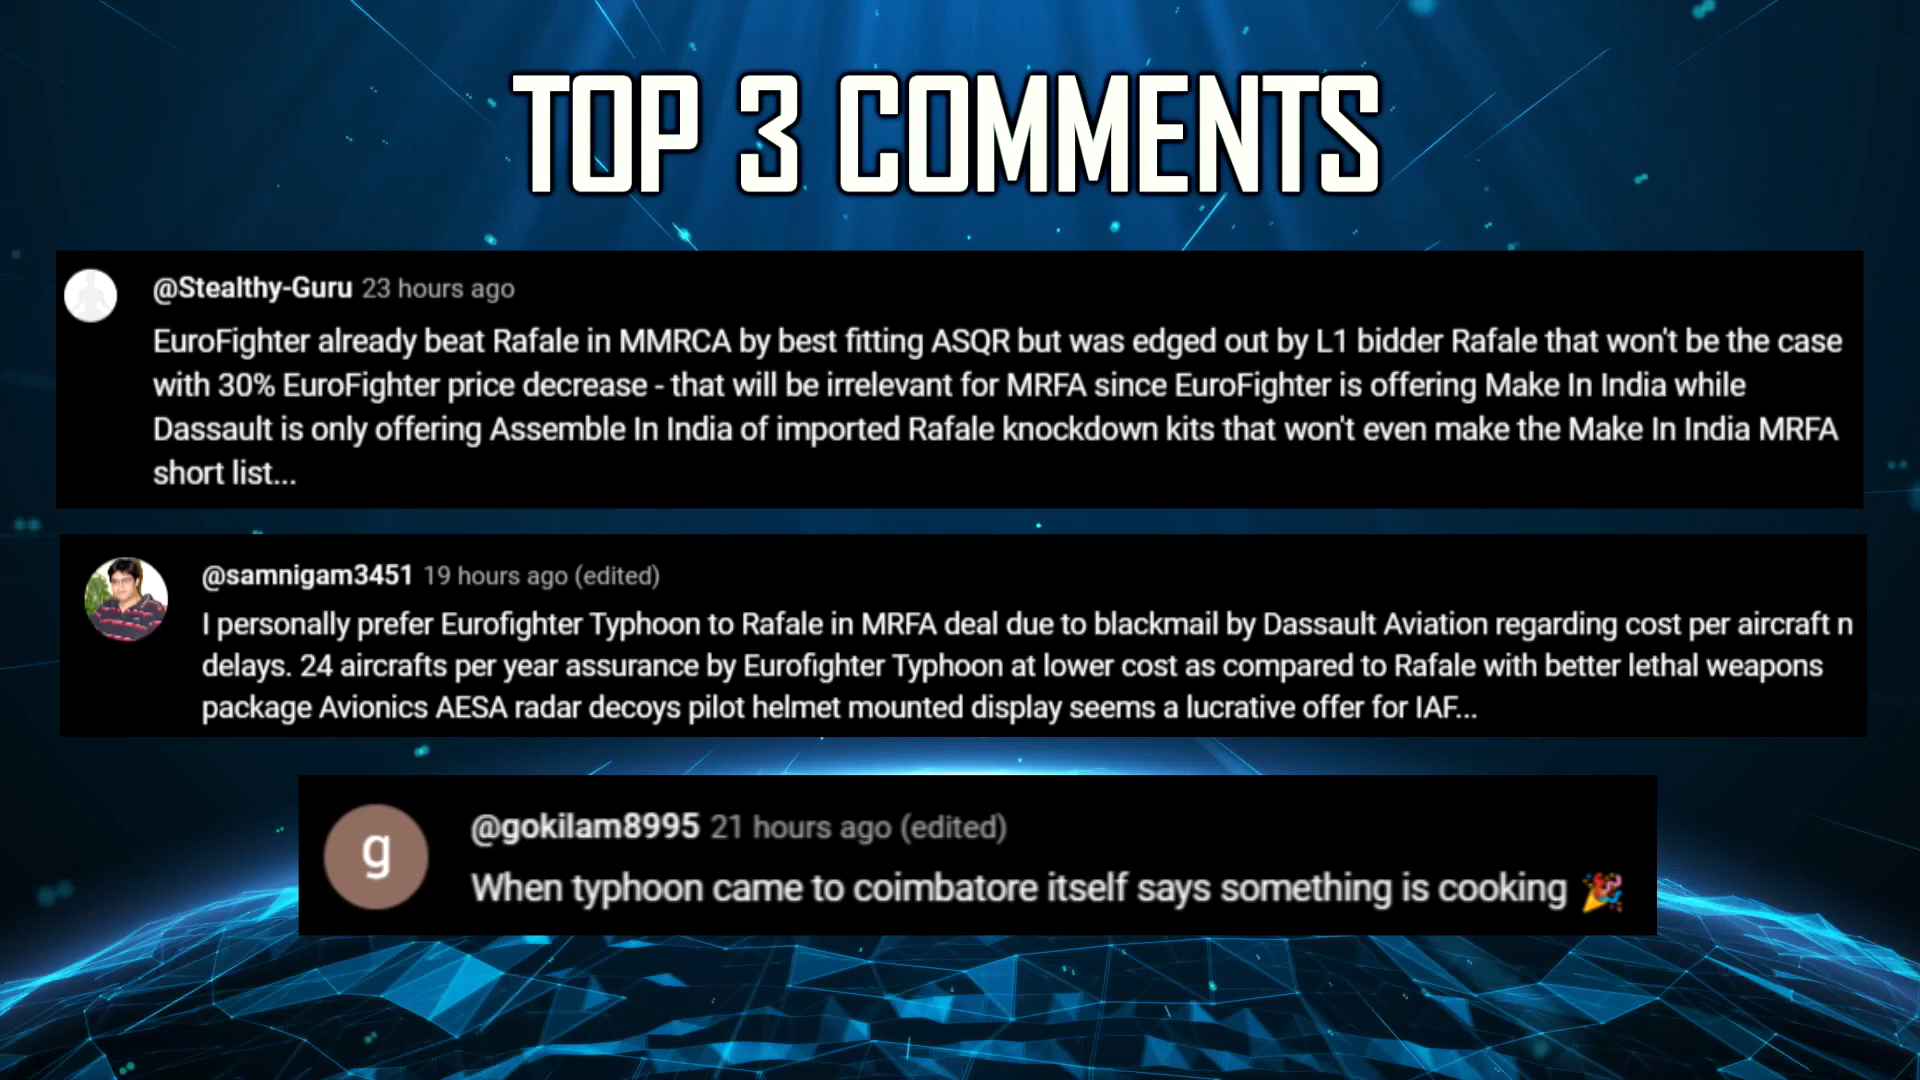 TOP 3 COMMENTS
@Stealthy-Guru 23 hours ago
EuroFighter already beat Rafale in MMRCA by best fitting ASQR but was edged out by L1 bidder Rafale that won't be the case
with 30% EuroFighter price decrease - that will be irrelevant for MRFA since EuroFighter is offering Make In India while
Dassault is only offering Assemble In India of imported Rafale knockdown kits that won't even make the Make In India MRFA
short list...
@samnigam3451 19 hours ago (edited)
I personally prefer Eurofighter Typhoon to Rafale in MRFA deal due to blackmail by Dassault Aviation regarding cost per aircraft n
delays. 24 aircrafts per year assurance by Eurofighter Typhoon at lower cost as compared to Rafale with better lethal weapons
package Avionics AESA radar decoys pilot helmet mounted display seems a lucrative offer for IAF...
g
@gokilam8995 21 hours ago (edited)
When typhoon came to coimbatore itself says something is cooking 🎉